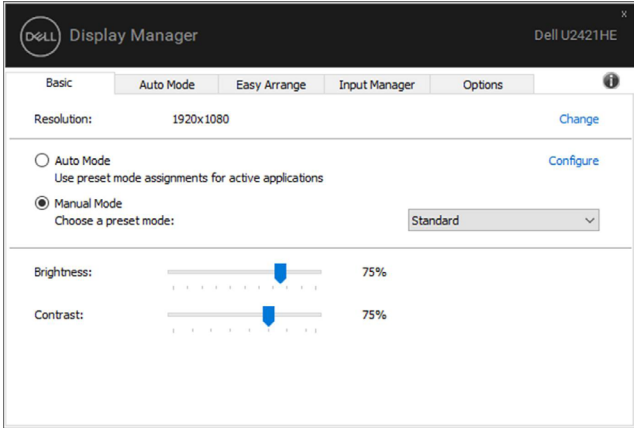 x
DELL Display Manager Dell U2421HE
Basic Auto Mode Easy Arrange Input Manager Options i
Resolution: 1920x1080 Change
Auto Mode Configure
Use preset mode assignments for active applications
Manual Mode
Choose a preset mode: Standard
Brightness: 75%
Contrast: 75%